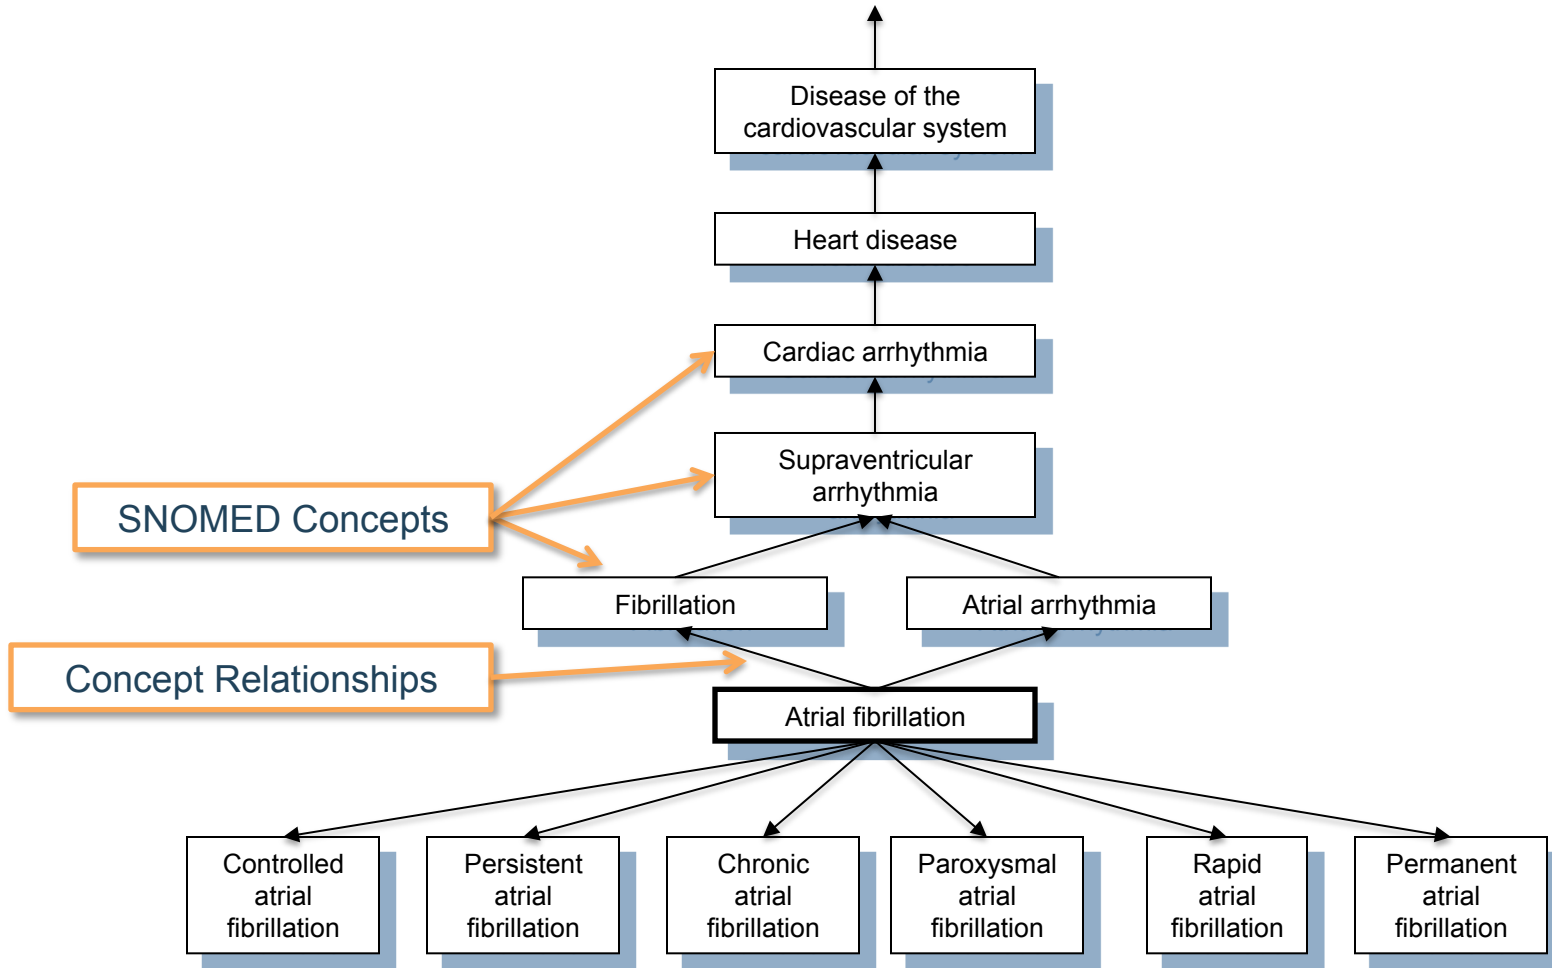 Disease of the
cardiovascular system
Heart disease
Cardiac arrhythmia
Supraventricular
arrhythmia
SNOMED Concepts
Fibrillation
Atrial arrhythmia
Concept Relationships
Atrial fibrillation
Controlled
atrial
fibrillation
Persistent
atrial
fibrillation
Chronic
atrial
fibrillation
Paroxysmal
atrial
fibrillation
Rapid
atrial
fibrillation
Permanent
atrial
fibrillation